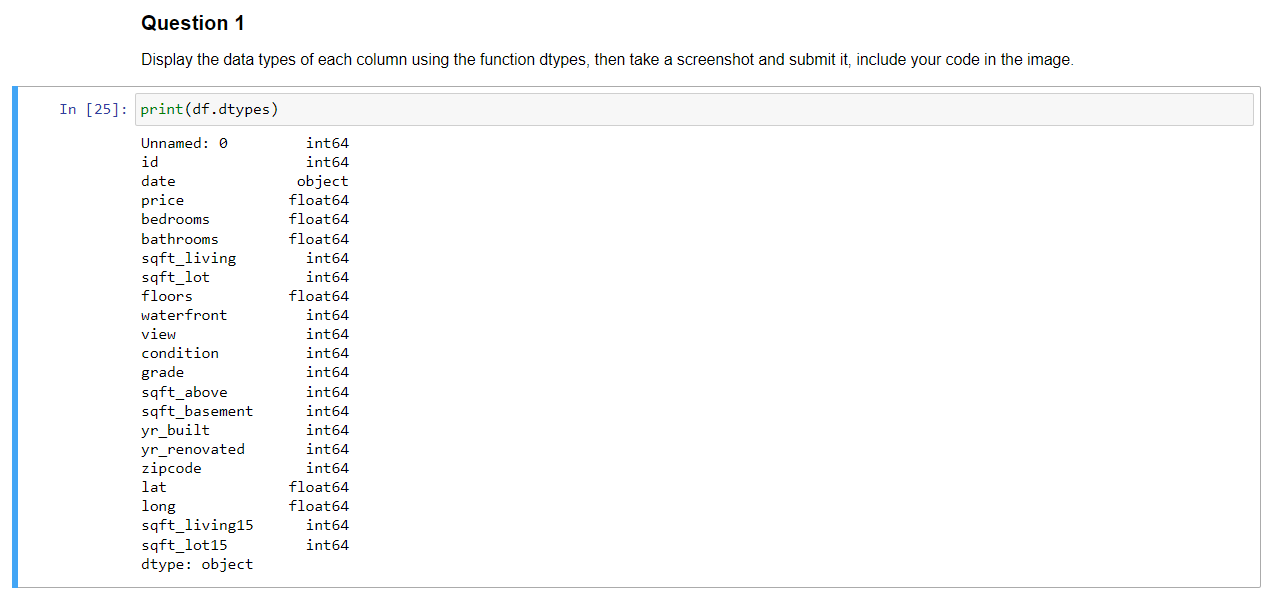 Question 1
Display the data types of each column using the function dtypes, then take a screenshot and submit it, include your code in the image.
In [25]: print(df.dtypes)
Unnamed: 0 int64
id int64
date object
price float64
bedrooms float64
bathrooms float64
sqft_living int64
sqft_lot int64
floors float64
waterfront int64
view int64
condition int64
grade int64
sqft_above int64
sqft_basement int64
yr_built int64
yr_renovated int64
zipcode int64
lat float64
long float64
sqft_living15 int64
sqft_lot15 int64
dtype: object